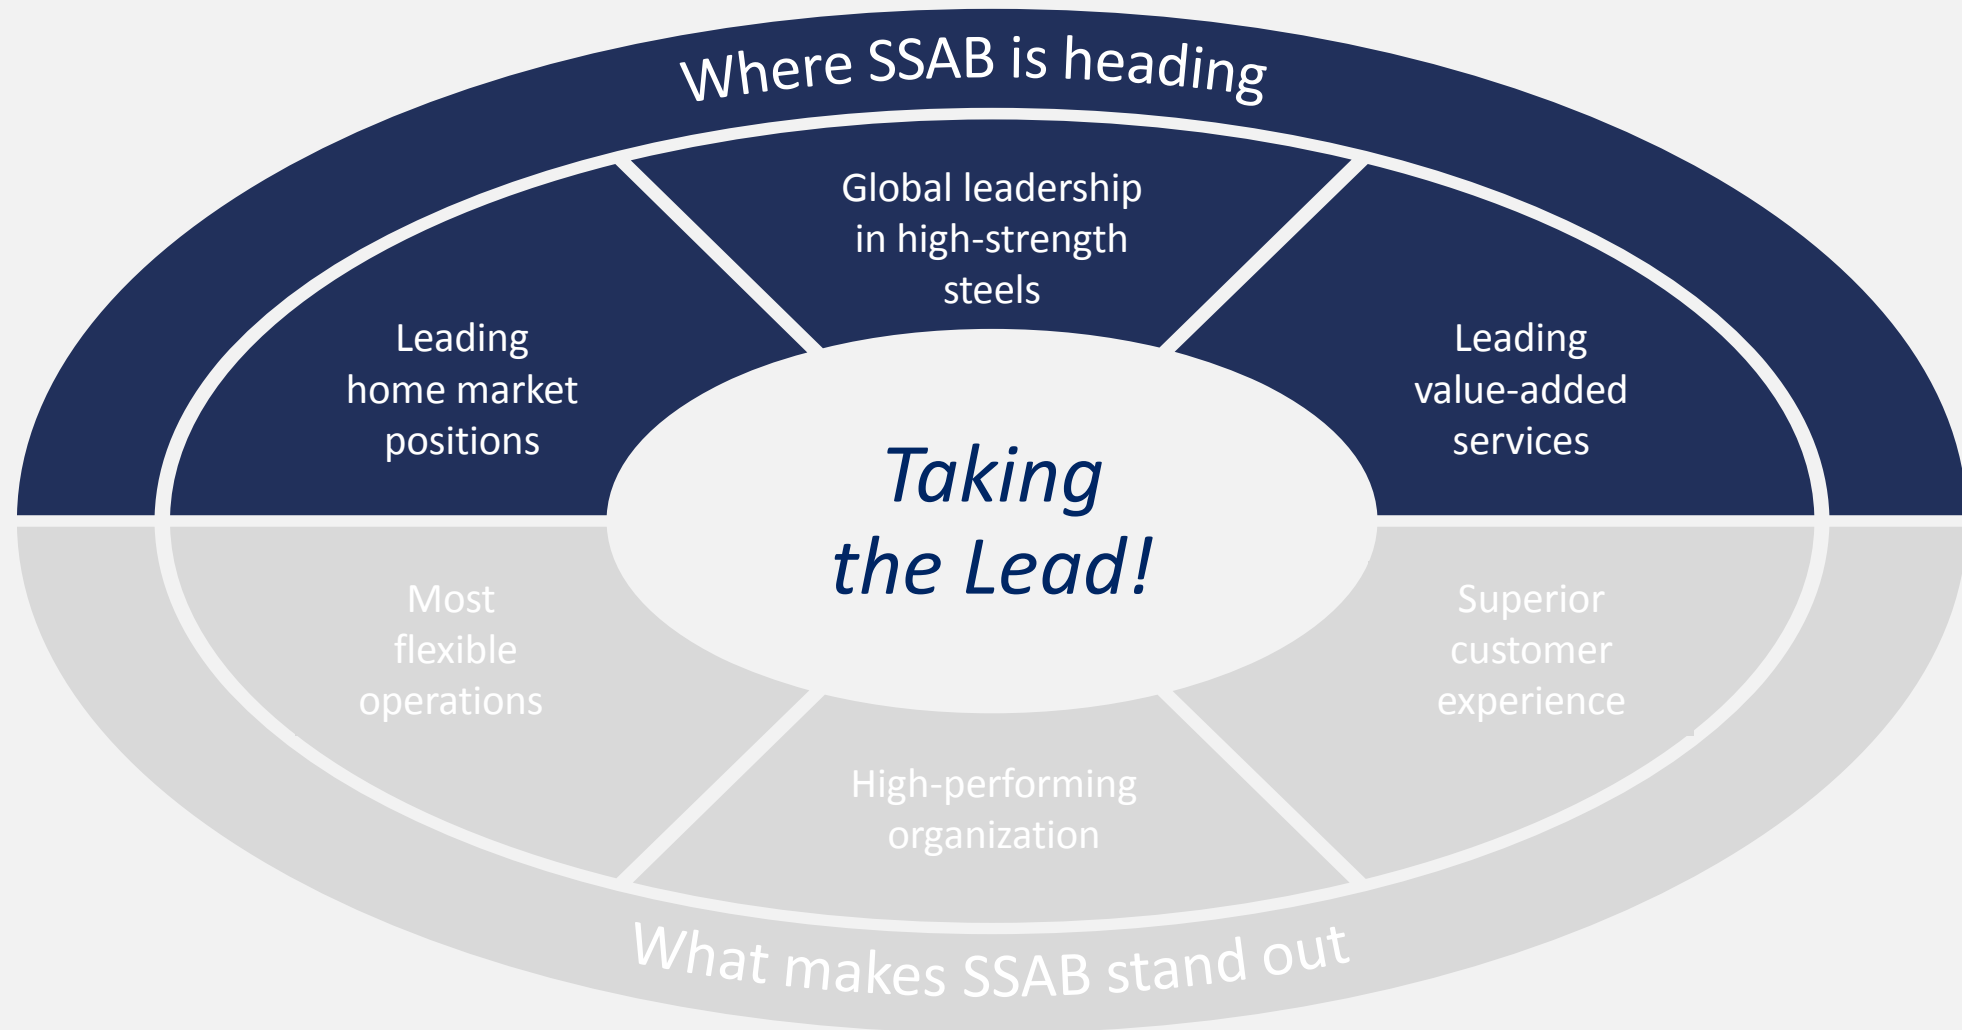 Where SSAB is heading
Global leadership
in high-strength
steels
Leading
home market
positions
Leading
value-added
services
Taking
the Lead!
Most
flexible
operations
Superior
customer
experience
High-performing
organization
What makes SSAB stand out